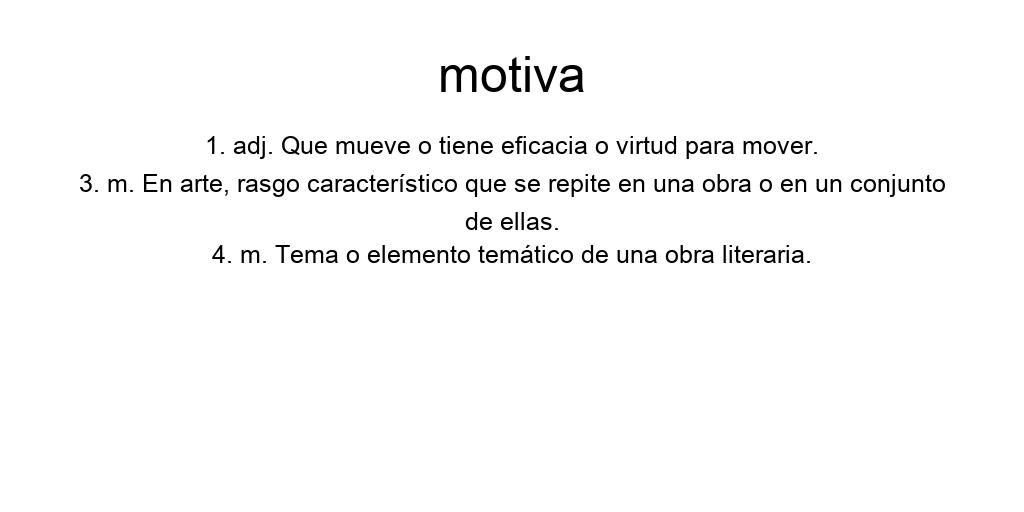 motiva
1. adj. Que mueve o tiene eficacia o virtud para mover.
3. m. En arte, rasgo característico que se repite en una obra o en un conjunto
de ellas.
4. m. Tema o elemento temático de una obra literaria.